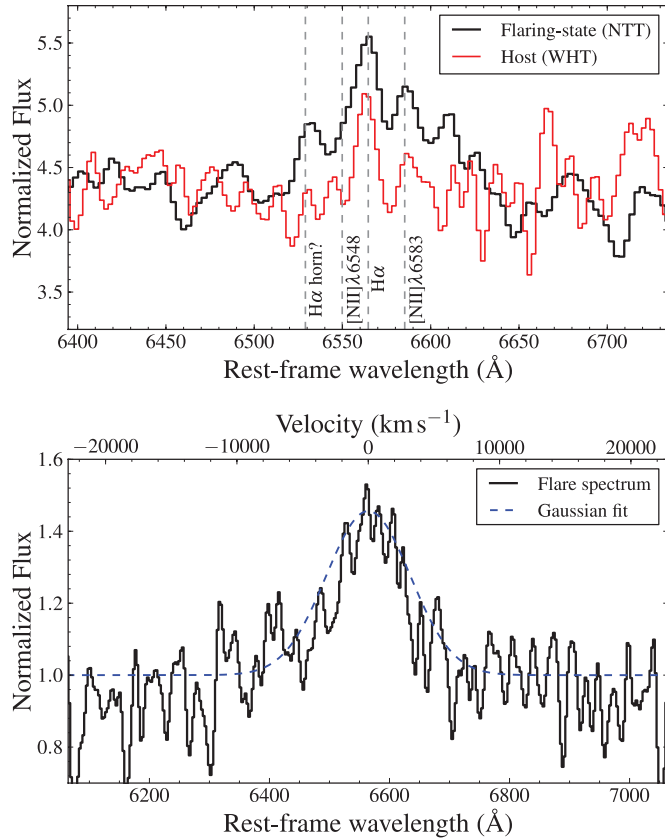 Flaring-state (NTT)
Host (WHT)
5.5
5.0
4.5
4.0
3.5
Normalized Flux
Hα horn?
[NII]λ6548
Hα
[NII]λ6583
6400 6450 6500 6550 6600 6650 6700
Rest-frame wavelength (Å)
Velocity (km s⁻¹)
−20000 −10000 0 10000 20000
Flare spectrum
Gaussian fit
1.6
1.4
1.2
1.0
0.8
Normalized Flux
6200 6400 6600 6800 7000
Rest-frame wavelength (Å)